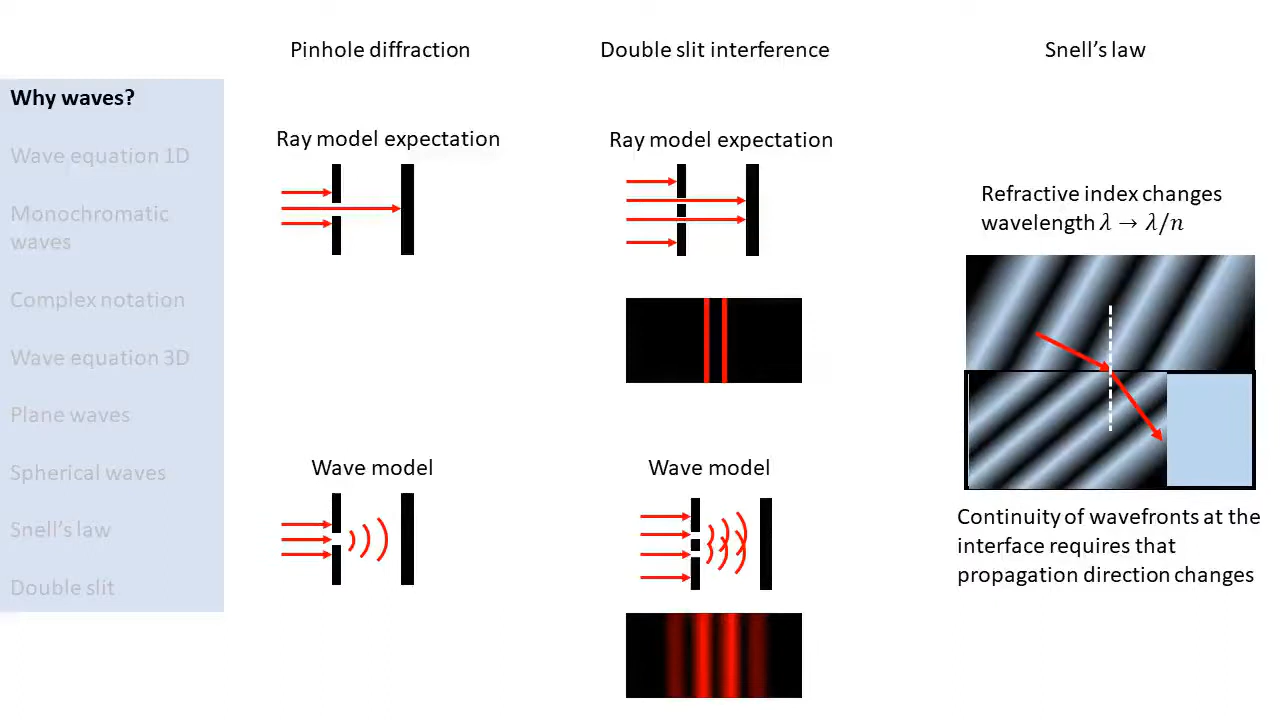 Pinhole diffraction
Double slit interference
Snell’s law
Why waves?
Wave equation 1D
Monochromatic
waves
Complex notation
Wave equation 3D
Plane waves
Spherical waves
Snell’s law
Double slit
Ray model expectation
Wave model
Ray model expectation
Wave model
Refractive index changes
wavelength λ → λ/n
Continuity of wavefronts at the
interface requires that
propagation direction changes